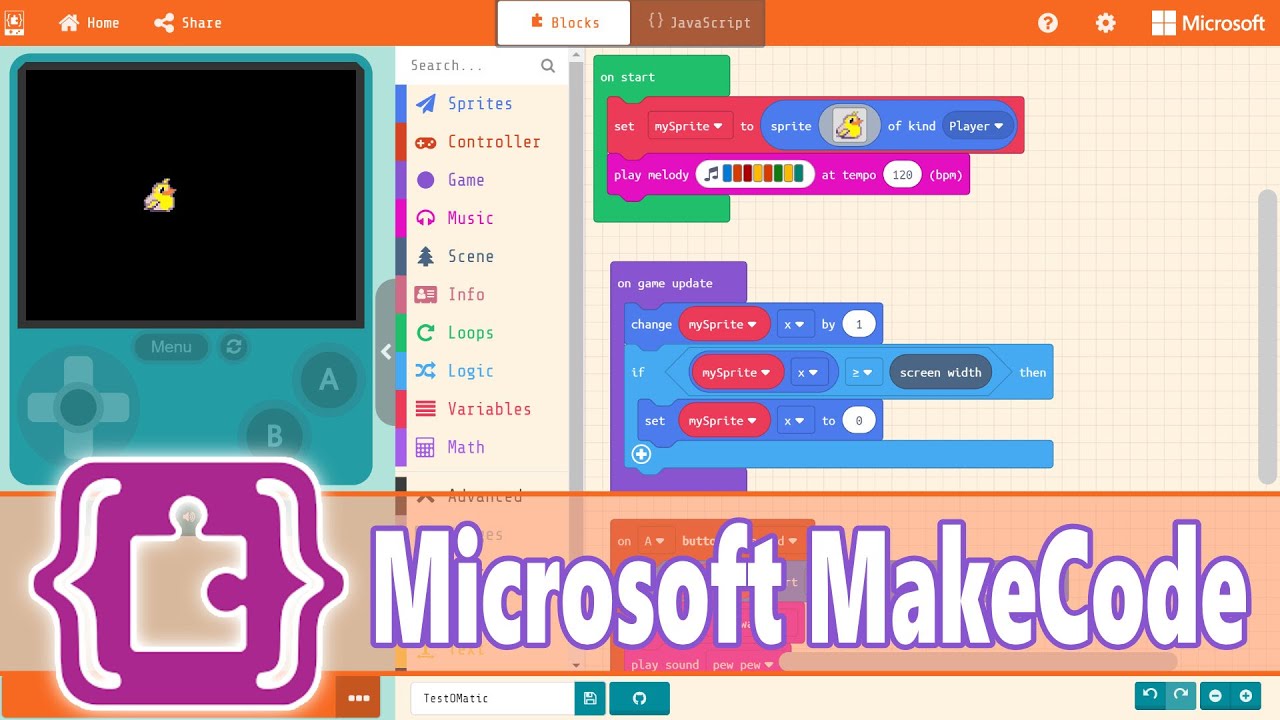 Home
Share
Blocks
{} JavaScript
Microsoft
Search...
Sprites
Controller
Game
Music
Scene
Info
Loops
Logic
Variables
Math
Advanced
Menu
A
B
on start
set mySprite to sprite of kind Player
play melody at tempo 120 (bpm)
on game update
change mySprite x by 1
if mySprite x ≥ screen width then
set mySprite x to 0
on A
play sound pew pew
Microsoft MakeCode
Text
TestOMatic